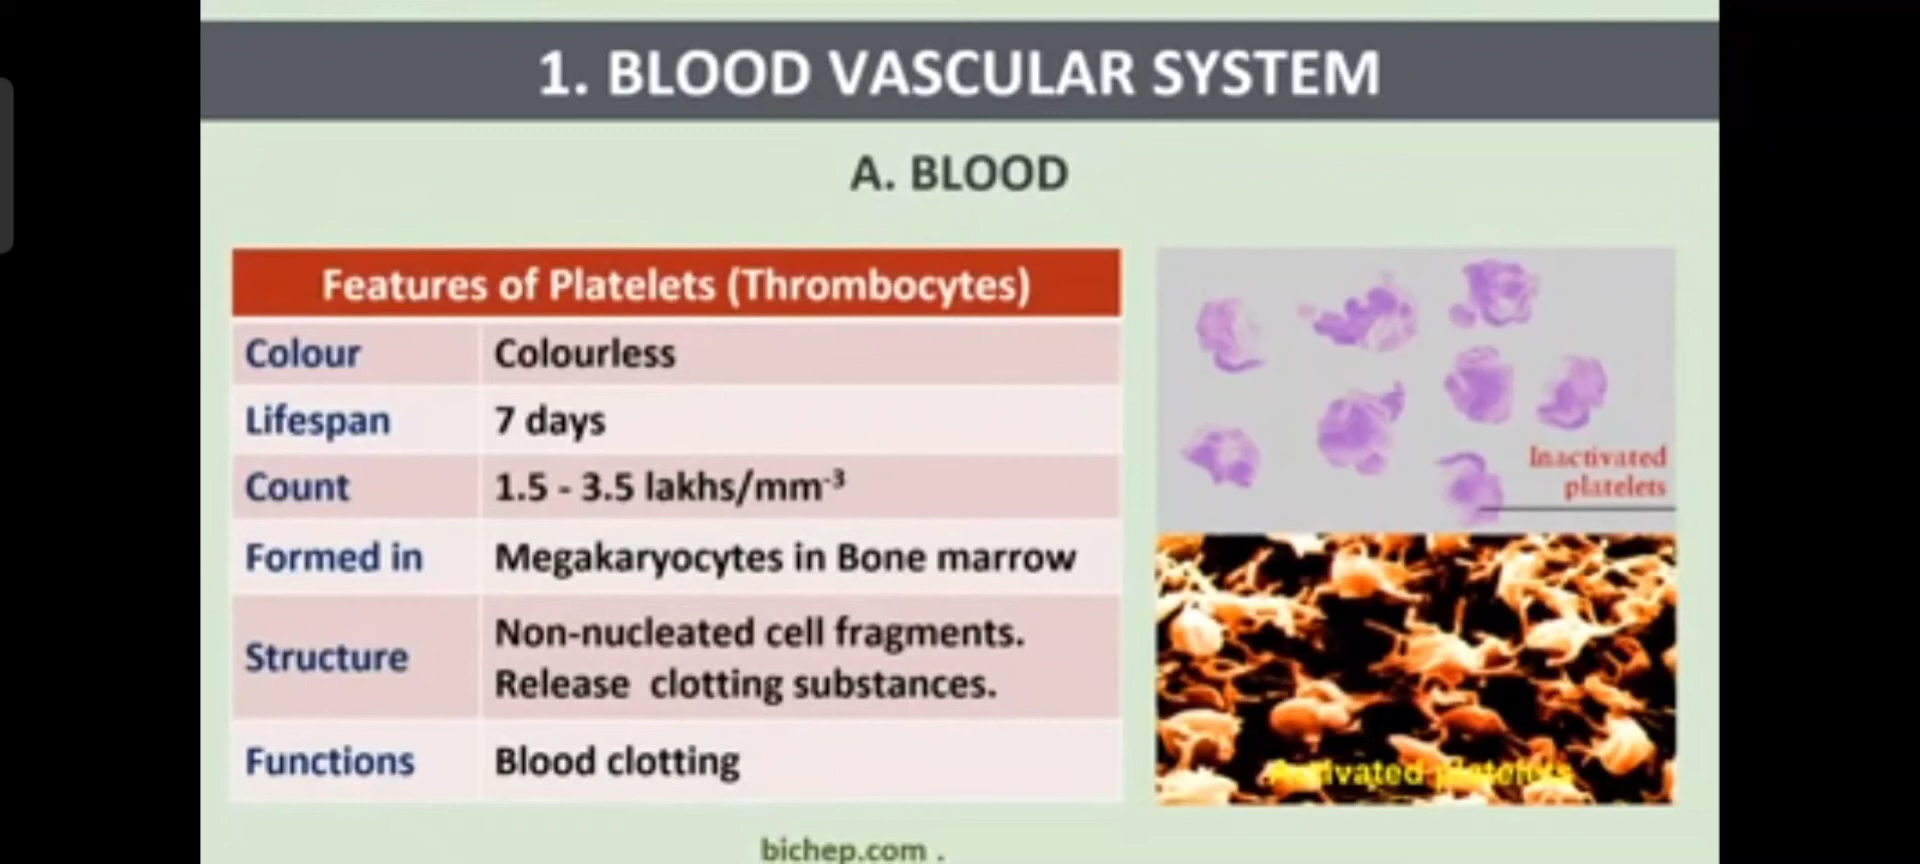 1. BLOOD VASCULAR SYSTEM
A. BLOOD
Features of Platelets (Thrombocytes)
Colour Colourless
Lifespan 7 days
Count 1.5 - 3.5 lakhs/mm⁻³
Formed in Megakaryocytes in Bone marrow
Structure Non-nucleated cell fragments.
Release clotting substances.
Functions Blood clotting
Inactivated
platelets
Activated platelets
bichep.com .